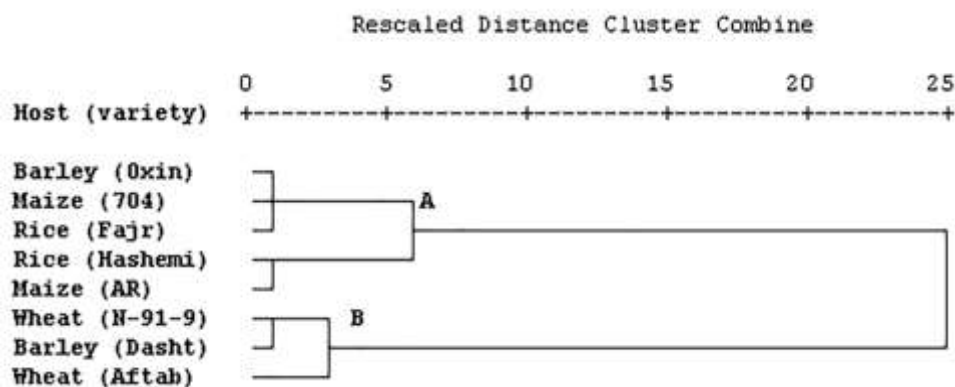 Rescaled Distance Cluster Combine
0 5 10 15 20 25
Host (variety)
Barley (Oxin)
Maize (704) A
Rice (Fajr)
Rice (Hashemi)
Maize (AR)
Wheat (N-91-9) B
Barley (Dasht)
Wheat (Aftab)